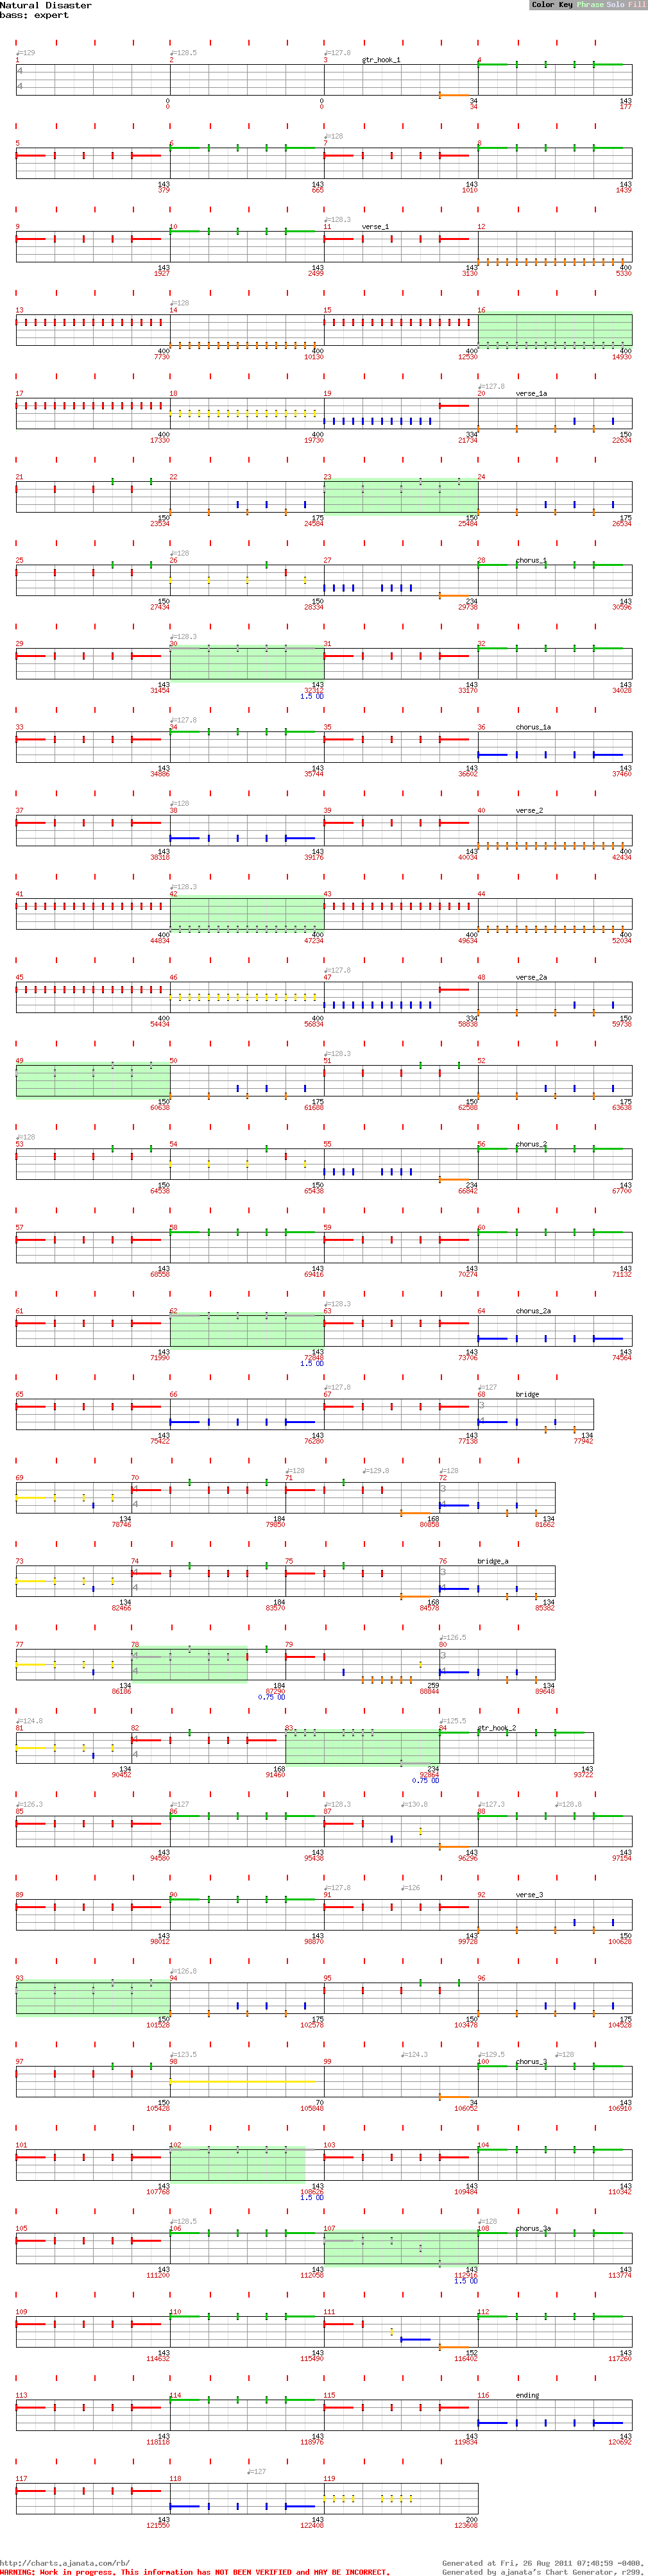 Natural Disaster
bass: expert
Color Key Phrase Solo Fill
♩=129 ♩=128.5 ♩=127.8
1 2 3 gtr_hook_1 4
4
4
0 0 34 143
0 0 34 177
♩=128
5 6 7 8
143 143 143 143
379 665 1010 1439
♩=128.3
9 10 11 verse_1 12
143 143 143 400
1927 2499 3130 5330
♩=128
13 14 15 16
400 400 400 400
7730 10130 12530 14930
♩=127.8
17 18 19 20 verse_1a
400 400 334 150
17330 19730 21734 22634
21 22 23 24
150 175 150 175
23534 24584 25484 26534
♩=128
25 26 27 28 chorus_1
150 150 234 143
27434 28334 29738 30596
♩=128.3
29 30 31 32
143 143 143 143
31454 32312 33170 34028
1.5 OD
♩=127.8
33 34 35 36 chorus_1a
143 143 143 143
34886 35744 36602 37460
♩=128
37 38 39 40 verse_2
143 143 143 400
38318 39176 40034 42434
♩=128.3
41 42 43 44
400 400 400 400
44834 47234 49634 52034
♩=127.8
45 46 47 48 verse_2a
400 400 334 150
54434 56834 58838 59738
♩=128.3
49 50 51 52
150 175 150 175
60638 61688 62588 63638
♩=128
53 54 55 56 chorus_2
150 150 234 143
64538 65438 66842 67700
57 58 59 60
143 143 143 143
68558 69416 70274 71132
♩=128.3
61 62 63 64 chorus_2a
143 143 143 143
71990 72848 73706 74564
1.5 OD
♩=127.8 ♩=127
65 66 67 68 bridge
3
4
143 143 143 134
75422 76280 77138 77942
♩=128 ♩=129.8 ♩=128
69 70 71 72
4 3
4 4
134 184 168 134
78746 79850 80858 81662
73 74 75 76 bridge_a
4 3
4 4
134 184 168 134
82466 83570 84578 85382
♩=126.5
77 78 79 80
4 3
4 4
134 184 259 134
86186 87290 88844 89648
0.75 OD
♩=124.8 ♩=125.5
81 82 83 84 gtr_hook_2
4
4
134 168 234 143
90452 91460 92864 93722
0.75 OD
♩=126.3 ♩=127 ♩=128.3 ♩=130.8 ♩=127.3 ♩=128.8
85 86 87 88
143 143 143 143
94580 95438 96296 97154
♩=127.8 ♩=126
89 90 91 92 verse_3
143 143 143 150
98012 98870 99728 100628
♩=126.8
93 94 95 96
150 175 150 175
101528 102578 103478 104528
♩=123.5 ♩=124.3 ♩=129.5 ♩=128
97 98 99 100 chorus_3
150 70 34 143
105428 105848 106052 106910
101 102 103 104
143 143 143 143
107768 108626 109484 110342
1.5 OD
♩=128.5 ♩=128
105 106 107 108 chorus_3a
143 143 143 143
111200 112058 112916 113774
1.5 OD
109 110 111 112
143 143 152 143
114632 115490 116402 117260
113 114 115 116 ending
143 143 143 143
118118 118976 119834 120692
♩=127
117 118 119
143 143 200
121550 122408 123608
http://charts.ajanata.com/rb/ Generated at Fri, 26 Aug 2011 07:48:59 -0400.
WARNING: Work in progress. This information has NOT BEEN VERIFIED and MAY BE INCORRECT. Generated by ajanata's Chart Generator, r299.